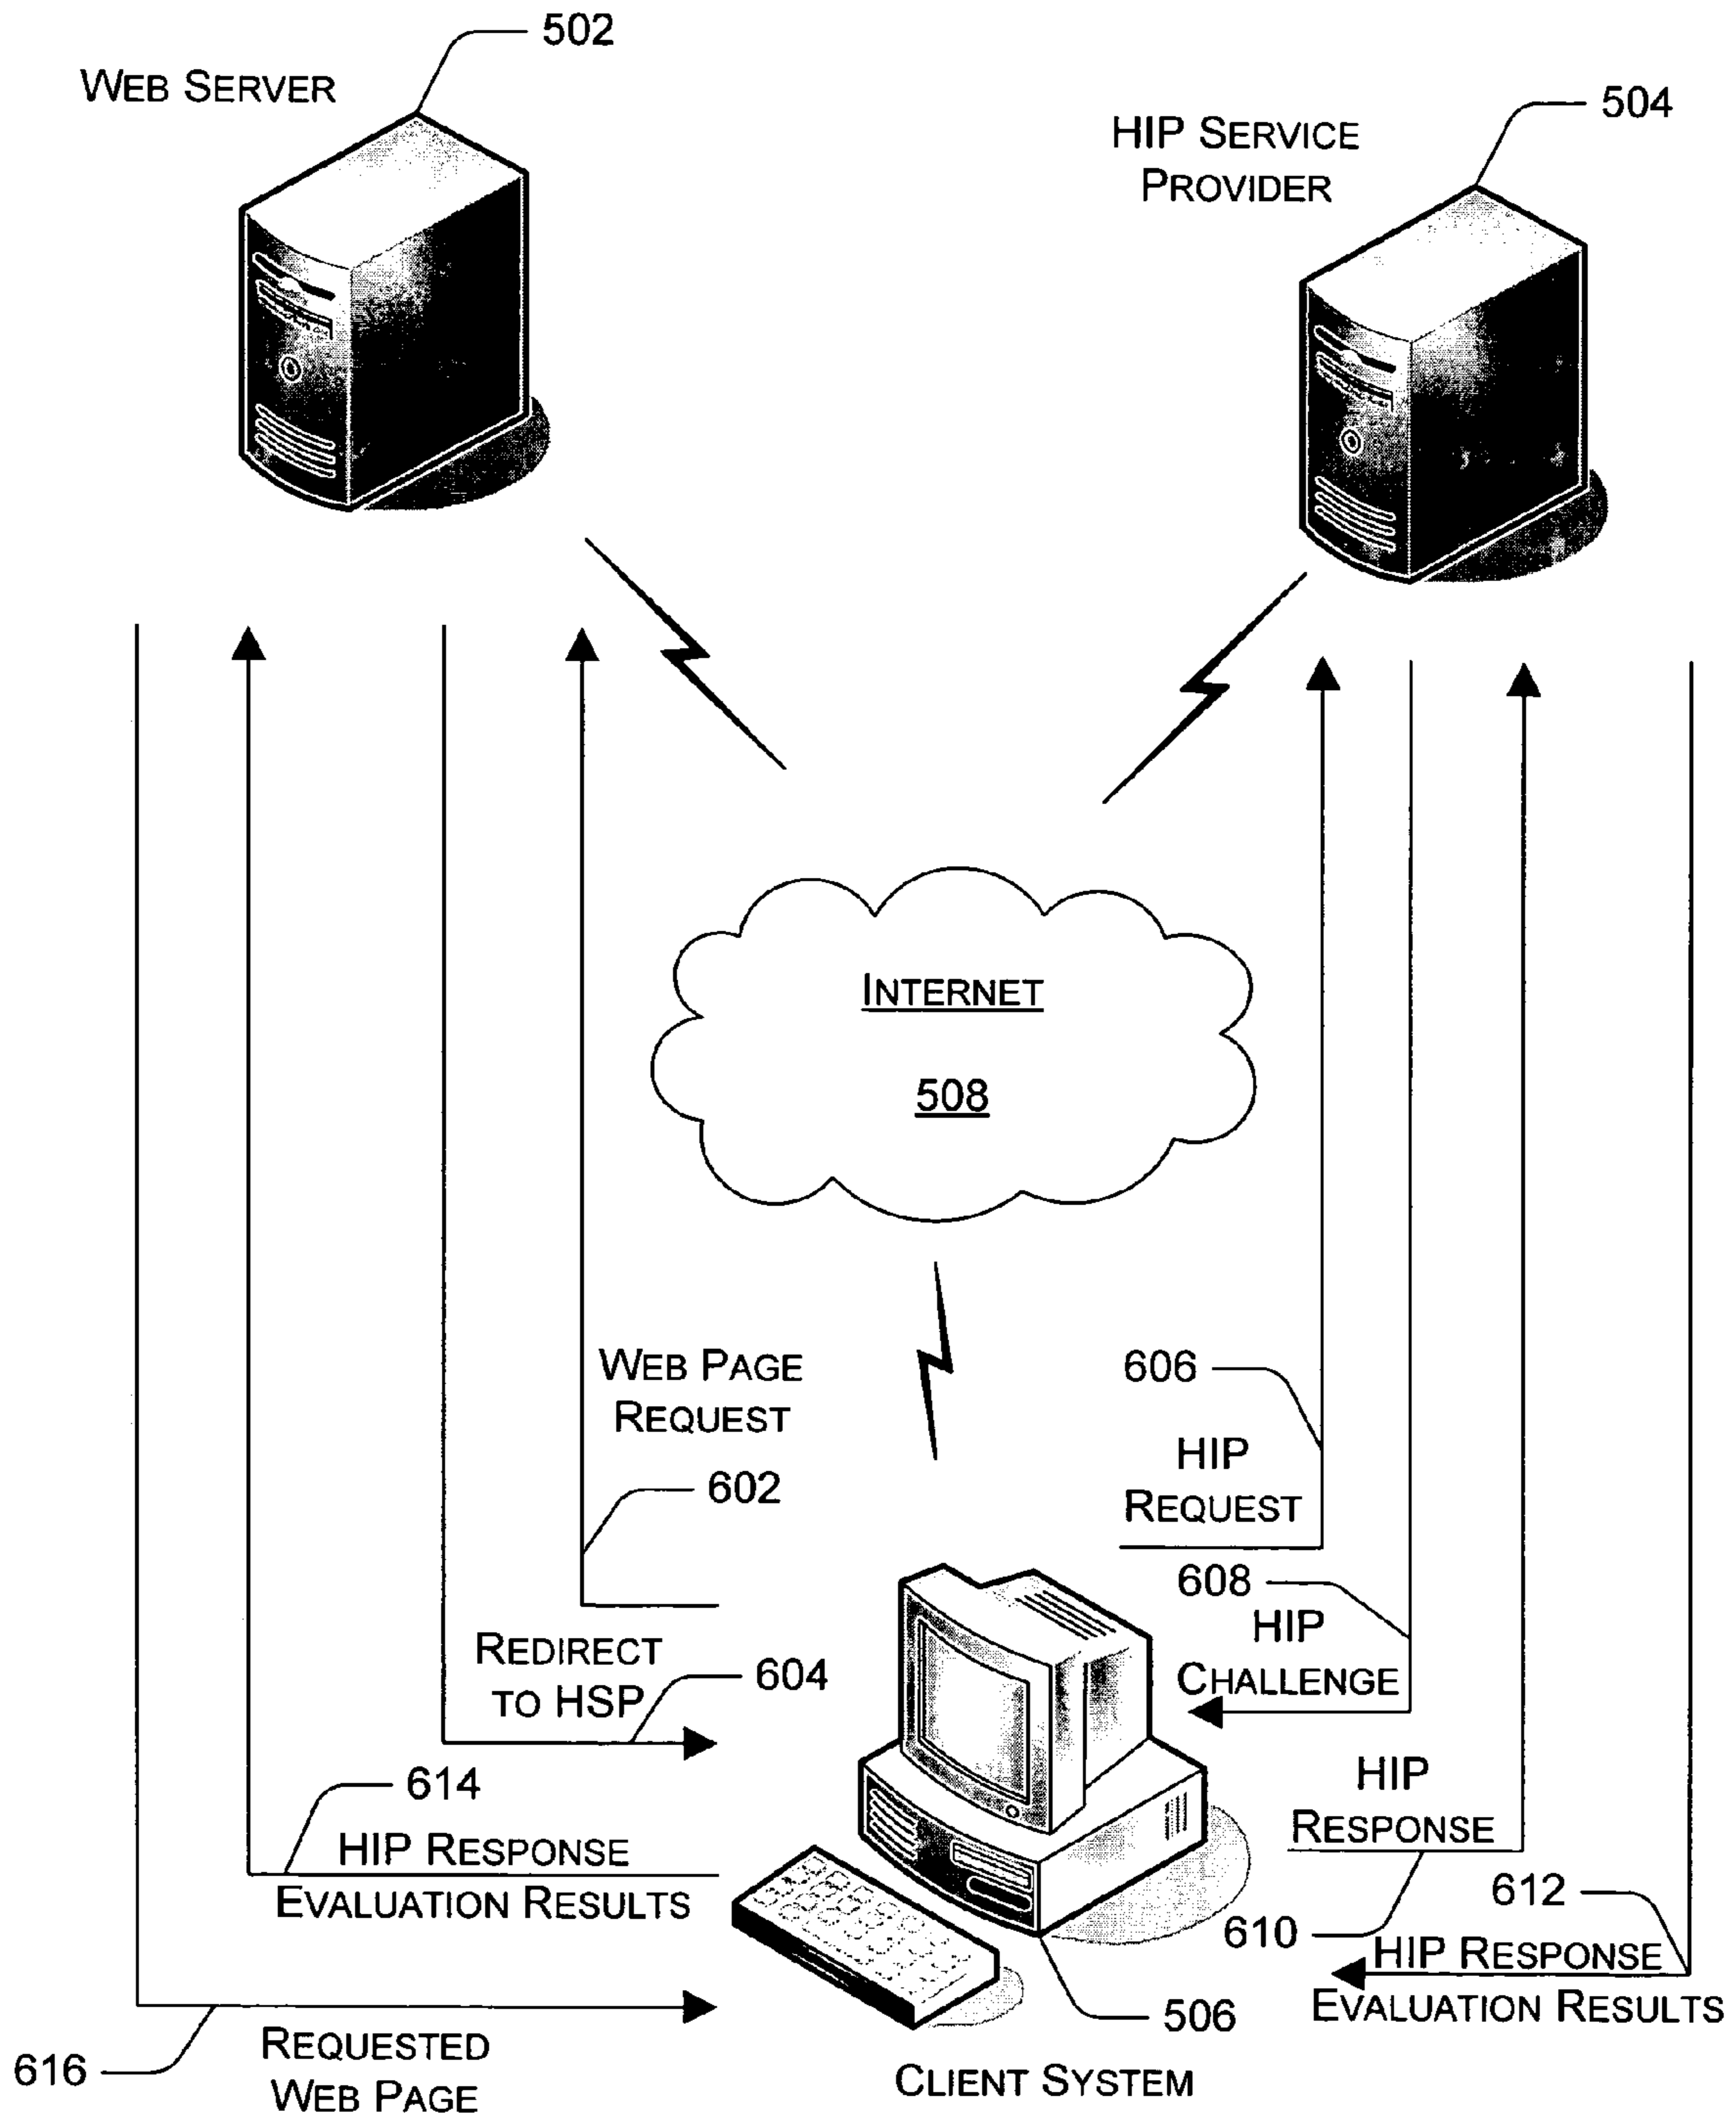 502
WEB SERVER
504
HIP SERVICE
PROVIDER
INTERNET
508
WEB PAGE
REQUEST
602
606
HIP
REQUEST
608
HIP
CHALLENGE
REDIRECT
TO HSP
604
614
HIP RESPONSE
EVALUATION RESULTS
HIP
RESPONSE
610
612
HIP RESPONSE
EVALUATION RESULTS
506
CLIENT SYSTEM
616
REQUESTED
WEB PAGE